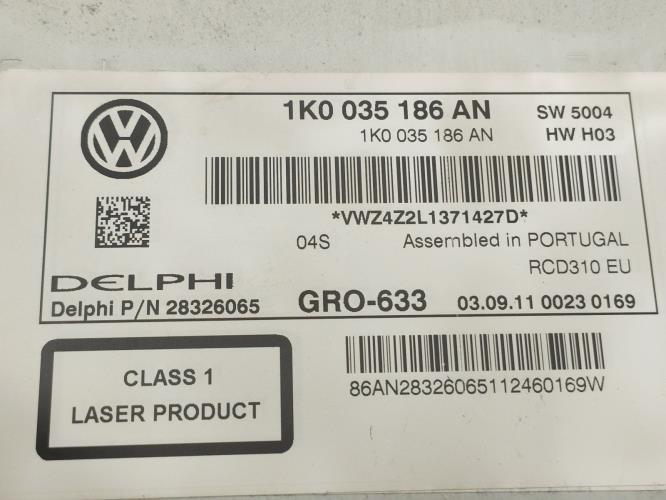 1K0 035 186 AN SW 5004
1K0 035 186 AN HW H03
*VWZ4Z2L1371427D*
04S Assembled in PORTUGAL
RCD310 EU
DELPHI
Delphi P/N 28326065 GRO-633 03.09.11 0023 0169
CLASS 1
LASER PRODUCT
86AN28326065112460169W